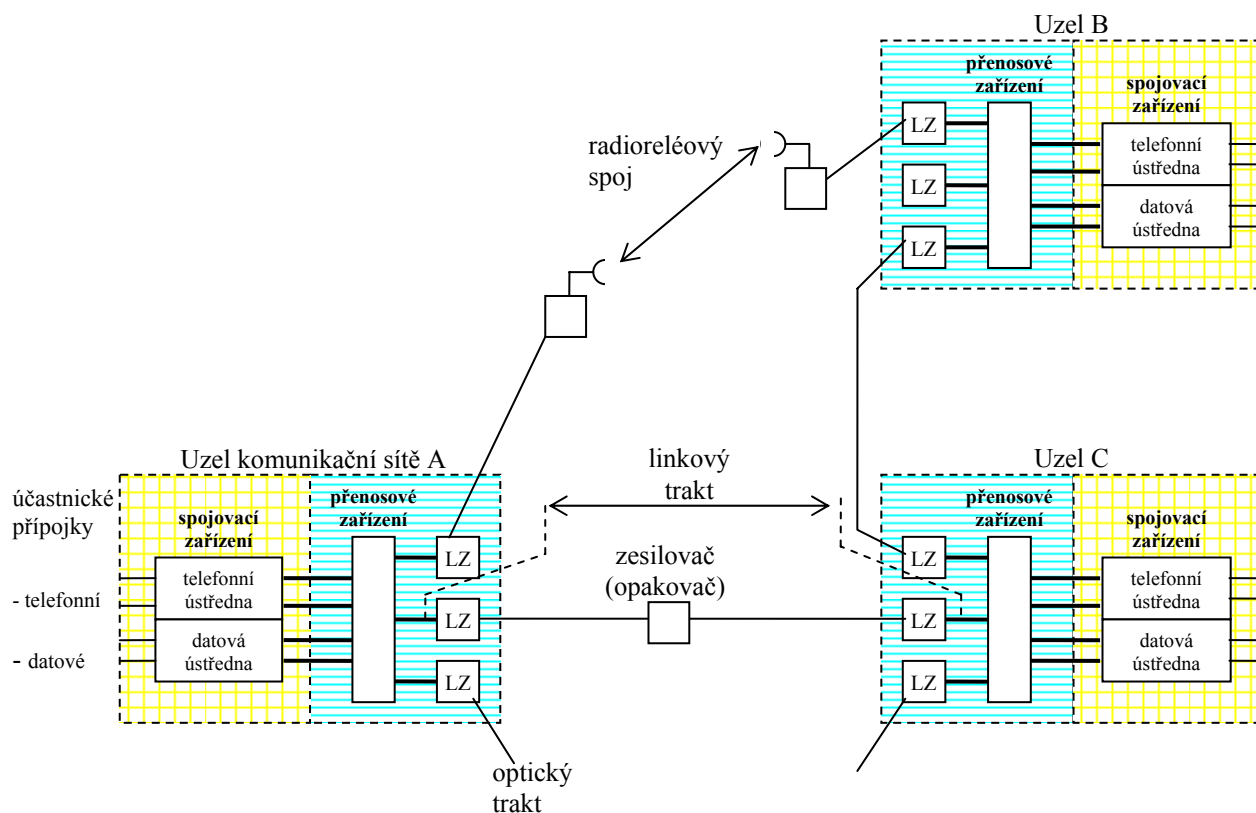 Uzel B
přenosové
zařízení
spojovací
zařízení
LZ
LZ
LZ
telefonní
ústředna
datová
ústředna
radioreléový
spoj
Uzel komunikační sítě A
účastnické
přípojky
- telefonní
- datové
spojovací
zařízení
telefonní
ústředna
datová
ústředna
přenosové
zařízení
LZ
LZ
LZ
optický
trakt
linkový
trakt
zesilovač
(opakovač)
Uzel C
přenosové
zařízení
spojovací
zařízení
LZ
LZ
LZ
telefonní
ústředna
datová
ústředna